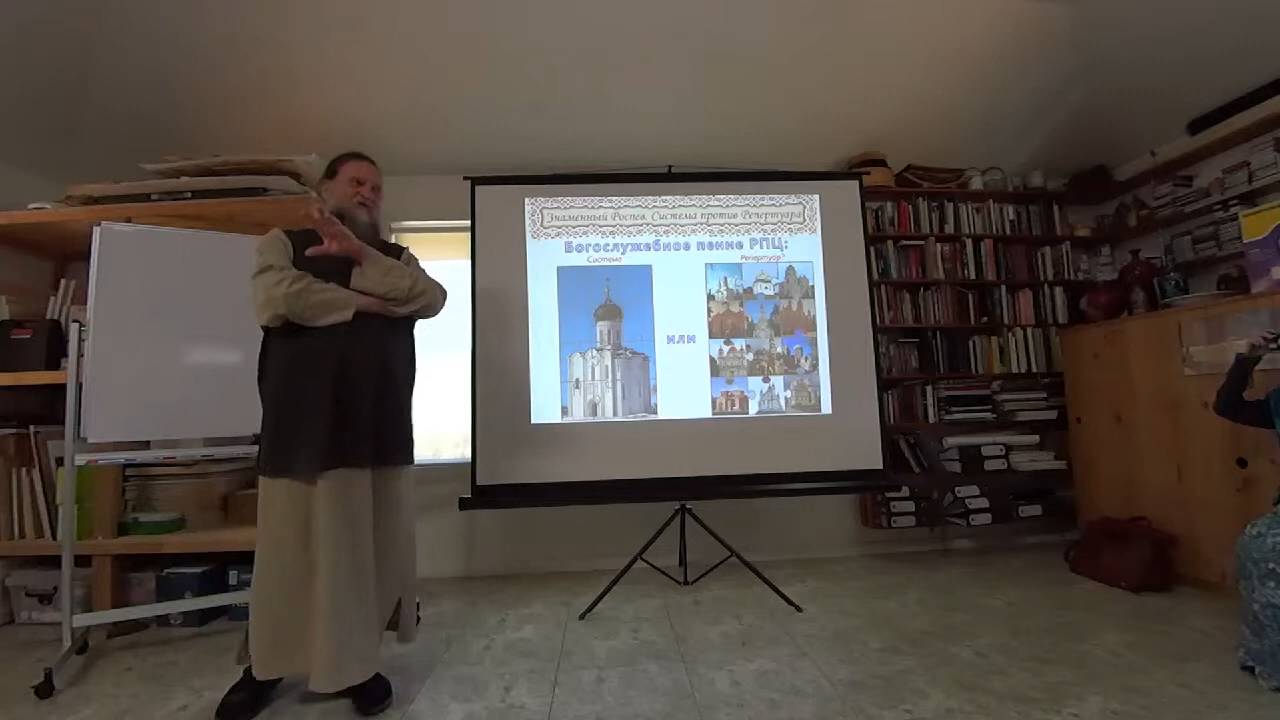 Знаменный Роспев. Система против Репертуара
Богослужебное пение РПЦ:
Система
Репертуар?
или